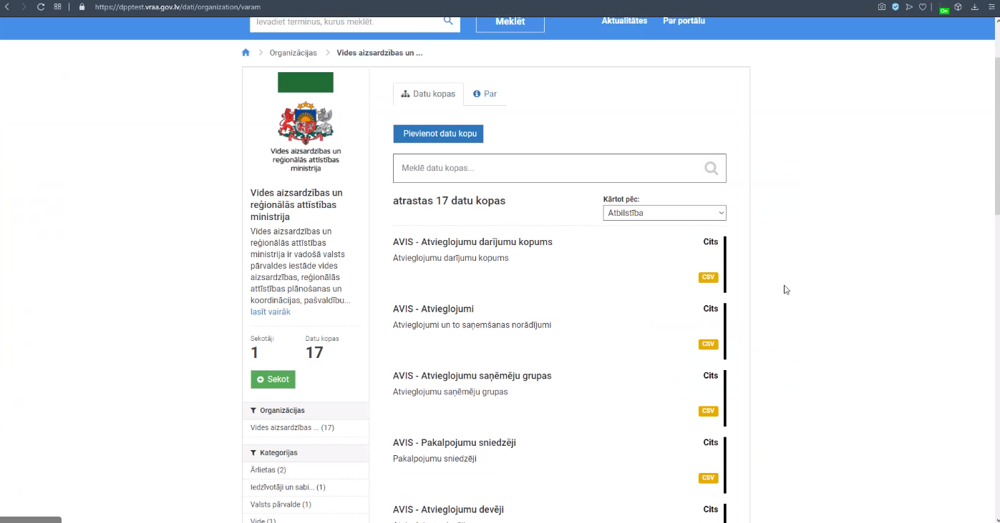 https://dpptest.vraa.gov.lv/dati/organization/varam
On
Ievadiet terminus, kurus meklēt.
Meklēt
Aktualitātes
Par portālu
Organizācijas
Vides aizsardzības un ...
Vides aizsardzības un
reģionālās attīstības
ministrija
Vides aizsardzības un
reģionālās attīstības
ministrija
Vides aizsardzības un
reģionālās attīstības
ministrija ir vadošā valsts
pārvaldes iestāde vides
aizsardzības, reģionālās
attīstības plānošanas un
koordinācijas, pašvaldību...
lasīt vairāk
Sekotāji
Datu kopas
1
17
Sekot
Organizācijas
Vides aizsardzības ... (17)
Kategorijas
Ārlietas (2)
Iedzīvotāji un sabi... (1)
Valsts pārvalde (1)
Vide (1)
Datu kopas
Par
Pievienot datu kopu
Meklē datu kopas...
atrastas 17 datu kopas
Kārtot pēc:
Atbilstība
AVIS - Atvieglojumu darījumu kopums
Cits
Atvieglojumu darījumu kopums
CSV
AVIS - Atvieglojumi
Cits
Atvieglojumi un to saņemšanas norādījumi
CSV
AVIS - Atvieglojumu saņēmēju grupas
Cits
Atvieglojumu saņēmēju grupas
CSV
AVIS - Pakalpojumu sniedzēji
Cits
Pakalpojumu sniedzēji
CSV
AVIS - Atvieglojumu devēji
Cits